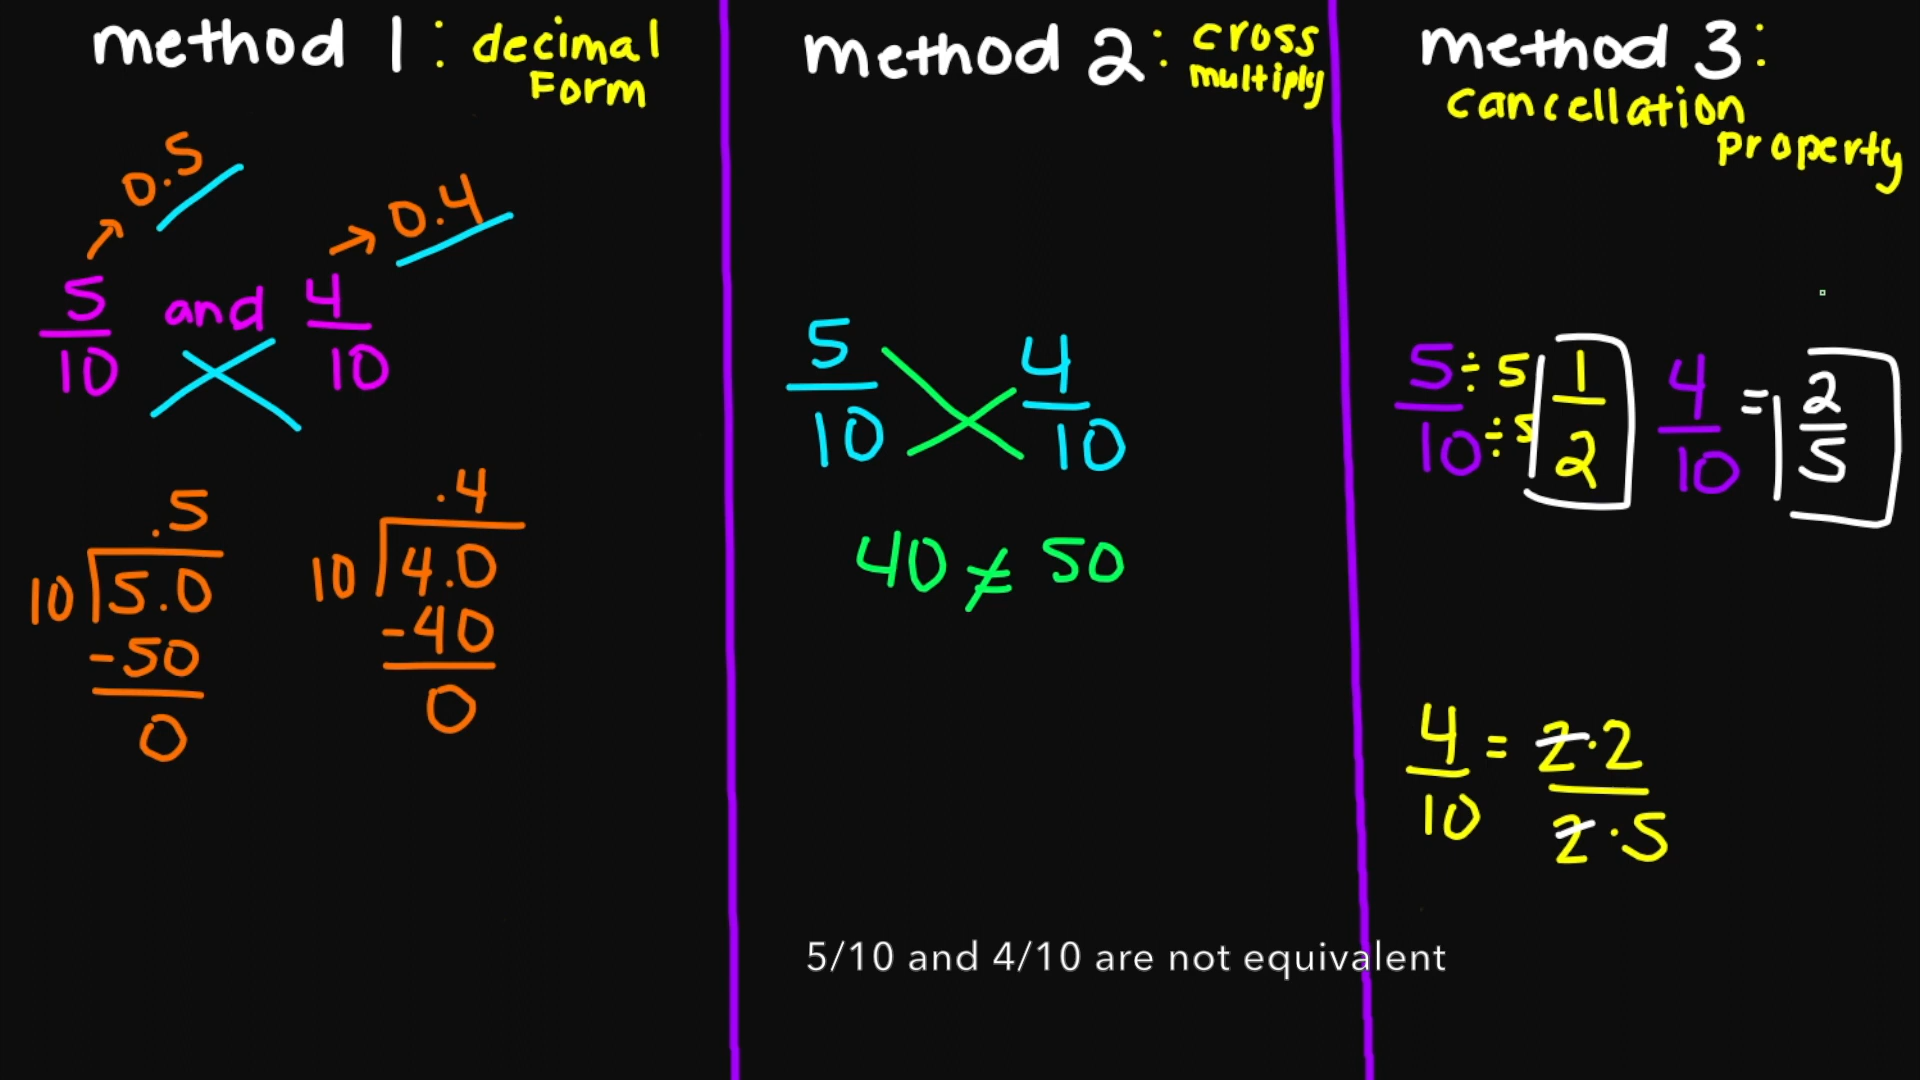 method 1: decimal
Form
→ 0.5
→ 0.4
5/10 and 4/10
.5
10 5.0
-50
0
.4
10 4.0
-40
0
method 2: cross
multiply
5/10 4/10
40 ≠ 50
method 3:
cancellation
property
5÷5/10÷5 1/2 4/10 = 2/5
4/10 = 2·2/2·5
5/10 and 4/10 are not equivalent